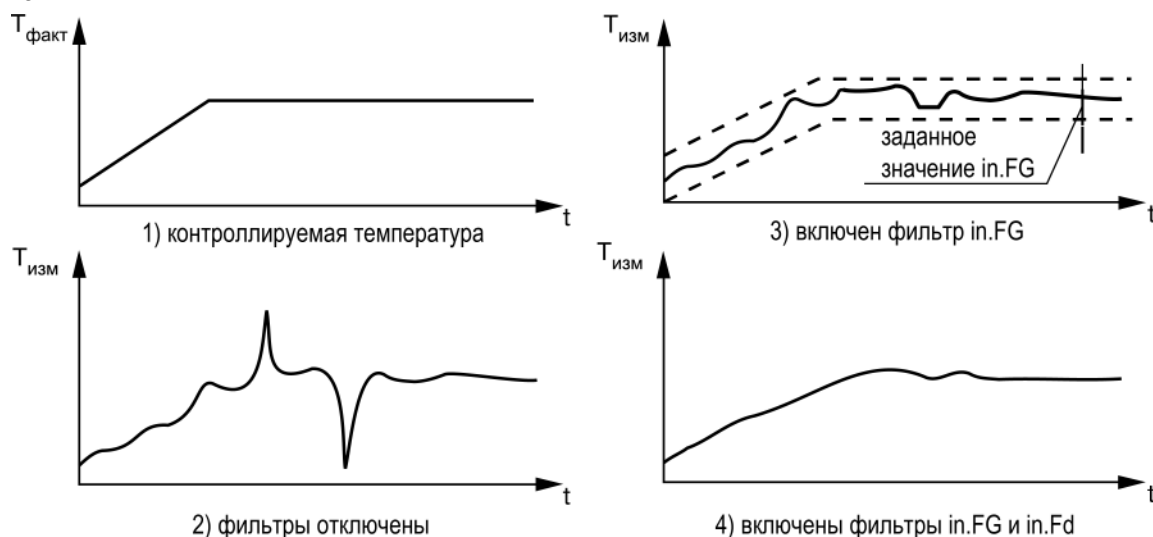 Tфакт
t
1) контроллируемая температура
Tизм
t
2) фильтры отключены
Tизм
заданное
значение in.FG
t
3) включен фильтр in.FG
Tизм
t
4) включены фильтры in.FG и in.Fd